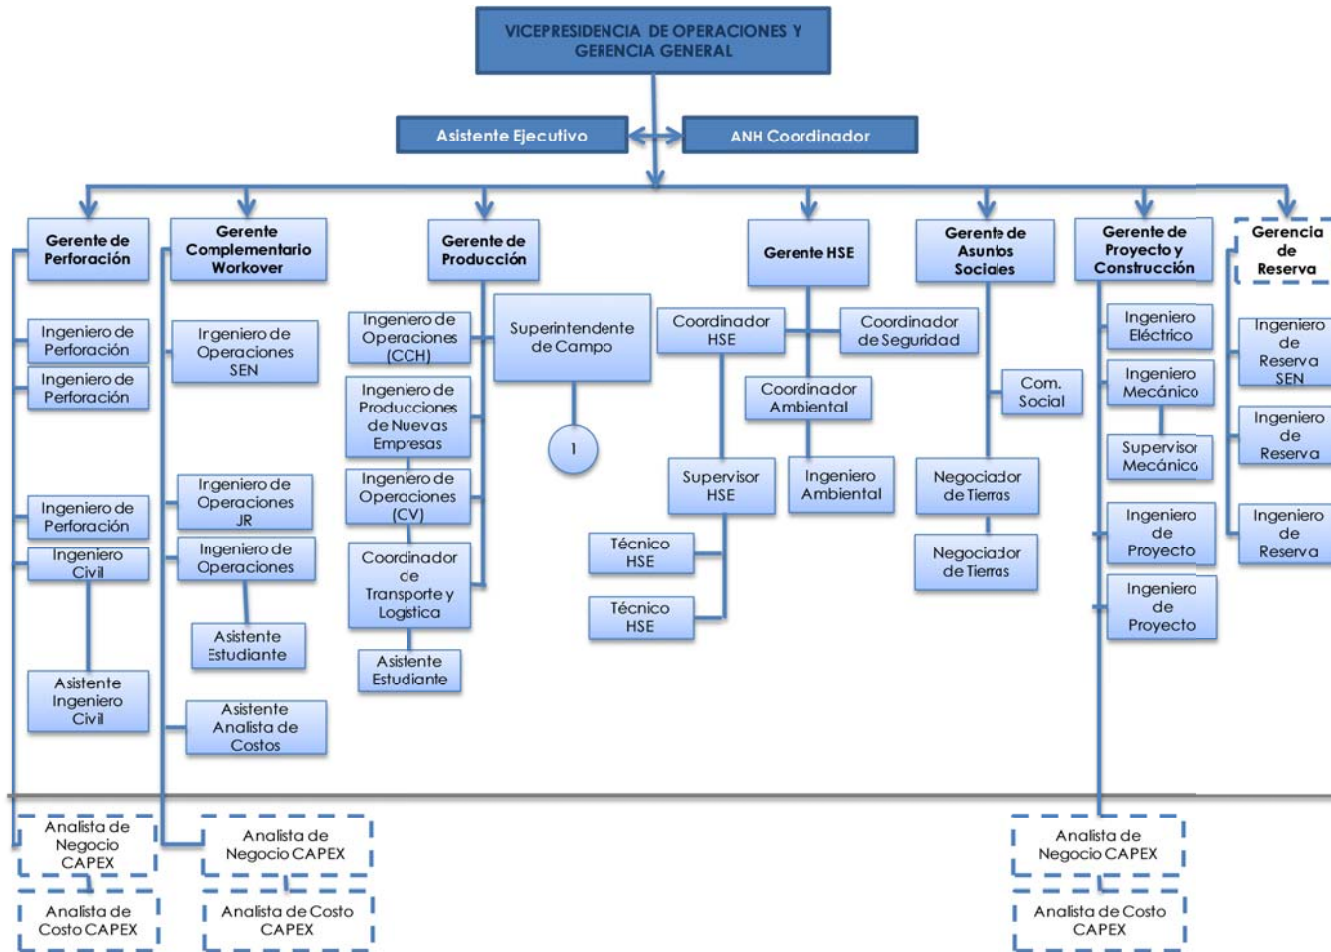 VICEPRESIDENCIA DE OPERACIONES Y
GERENCIA GENERAL
Asistente Ejecutivo
ANH Coordinador
Gerente de
Perforación
Gerente
Complementario
Workover
Gerente de
Producción
Gerente HSE
Gerente de
Asuntos
Sociales
Gerente de
Proyecto y
Construcción
Gerencia
de
Reserva
Ingeniero de
Perforación
Ingeniero de
Perforación
Ingeniero de
Perforación
Ingeniero
Civil
Asistente
Ingeniero
Civil
Ingeniero de
Operaciones
SEN
Ingeniero de
Operaciones
JR
Ingeniero de
Operaciones
Asistente
Estudiante
Asistente
Analista de
Costos
Ingeniero de
Operaciones
(CCH)
Ingeniero de
Producciones
de Nuevas
Empresas
Ingeniero de
Operaciones
(CV)
Coordinador
de
Transporte y
Logística
Asistente
Estudiante
Superintendente
de Campo
1
Coordinador
HSE
Coordinador
de Seguridad
Coordinador
Ambiental
Supervisor
HSE
Ingeniero
Ambiental
Técnico
HSE
Técnico
HSE
Com.
Social
Negociador
de Tierras
Negociador
de Tierras
Ingeniero
Eléctrico
Ingeniero
Mecánico
Supervisor
Mecánico
Ingeniero
de
Proyecto
Ingeniero
de
Proyecto
Ingeniero
de
Reserva
SEN
Ingeniero
de
Reserva
Ingeniero
de
Reserva
Analista de
Negocio
CAPEX
Analista de
Costo CAPEX
Analista de
Negocio CAPEX
Analista de Costo
CAPEX
Analista de
Negocio CAPEX
Analista de Costo
CAPEX